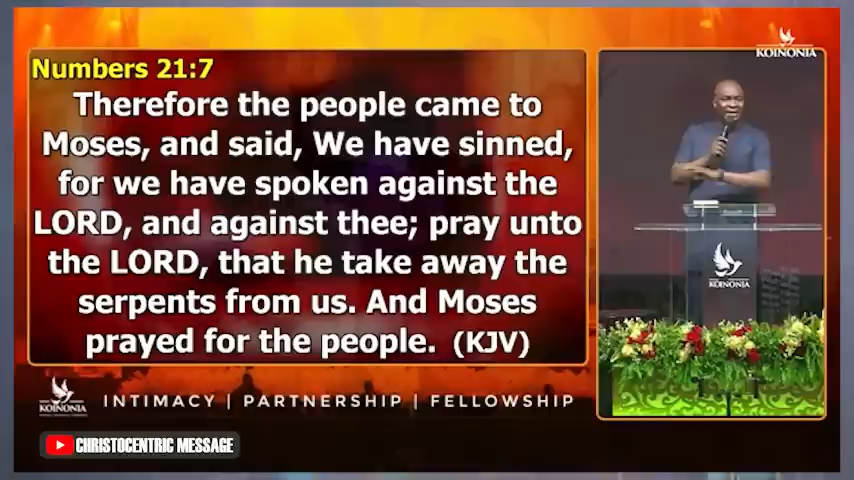 KOINONIA
Numbers 21:7
Therefore the people came to
Moses, and said, We have sinned,
for we have spoken against the
LORD, and against thee; pray unto
the LORD, that he take away the
serpents from us. And Moses
prayed for the people. (KJV)
KOINONIA
KOINONIA
INTIMACY | PARTNERSHIP | FELLOWSHIP
CHRISTOCENTRIC MESSAGE